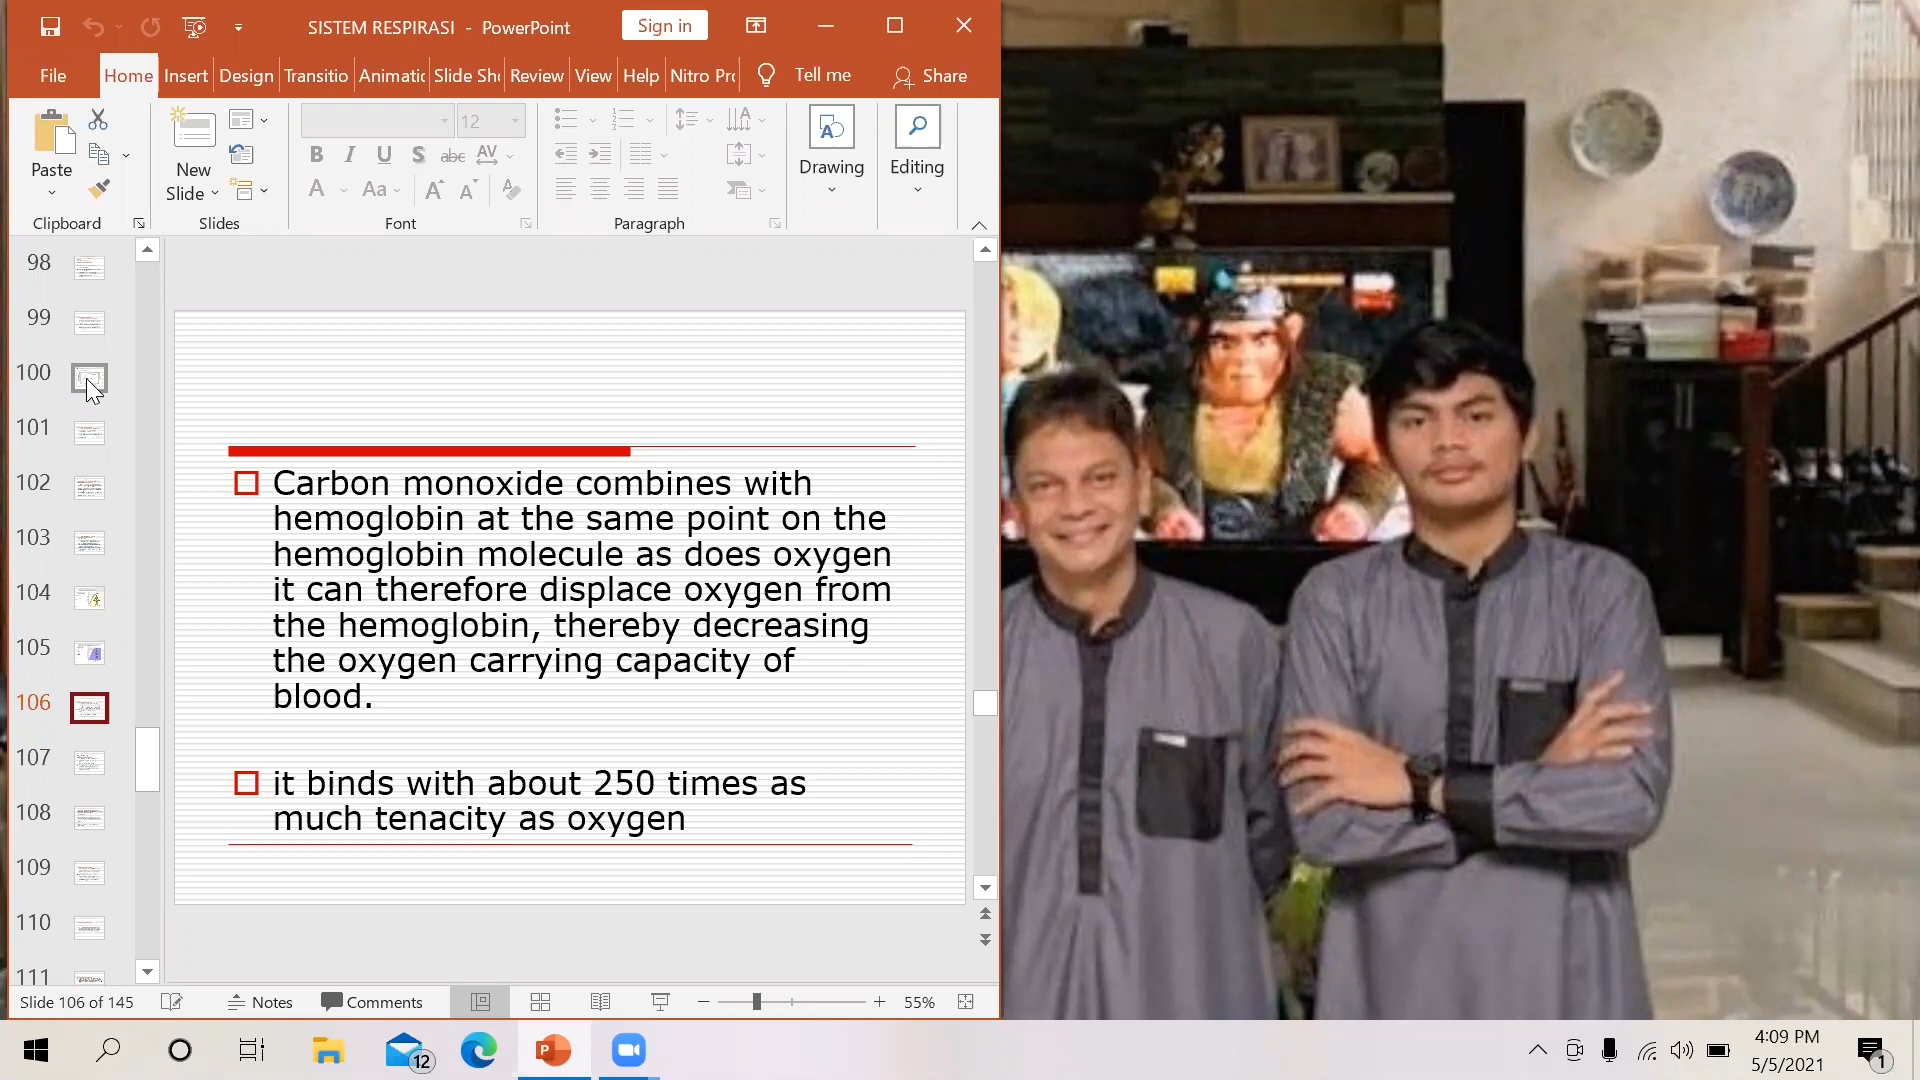 SISTEM RESPIRASI - PowerPoint
Sign in
File Home Insert Design Transitio Animatic Slide Sh Review View Help Nitro Pr Tell me Share
12
Paste
New
Slide
Drawing
Editing
B I U S abc AV
A Aa A A
Clipboard Slides Font Paragraph
98
99
100
101
102
103
104
105
106
107
108
109
110
111
Carbon monoxide combines with
hemoglobin at the same point on the
hemoglobin molecule as does oxygen
it can therefore displace oxygen from
the hemoglobin, thereby decreasing
the oxygen carrying capacity of
blood.
it binds with about 250 times as
much tenacity as oxygen
Slide 106 of 145 Notes Comments 55%
12
4:09 PM
5/5/2021
1